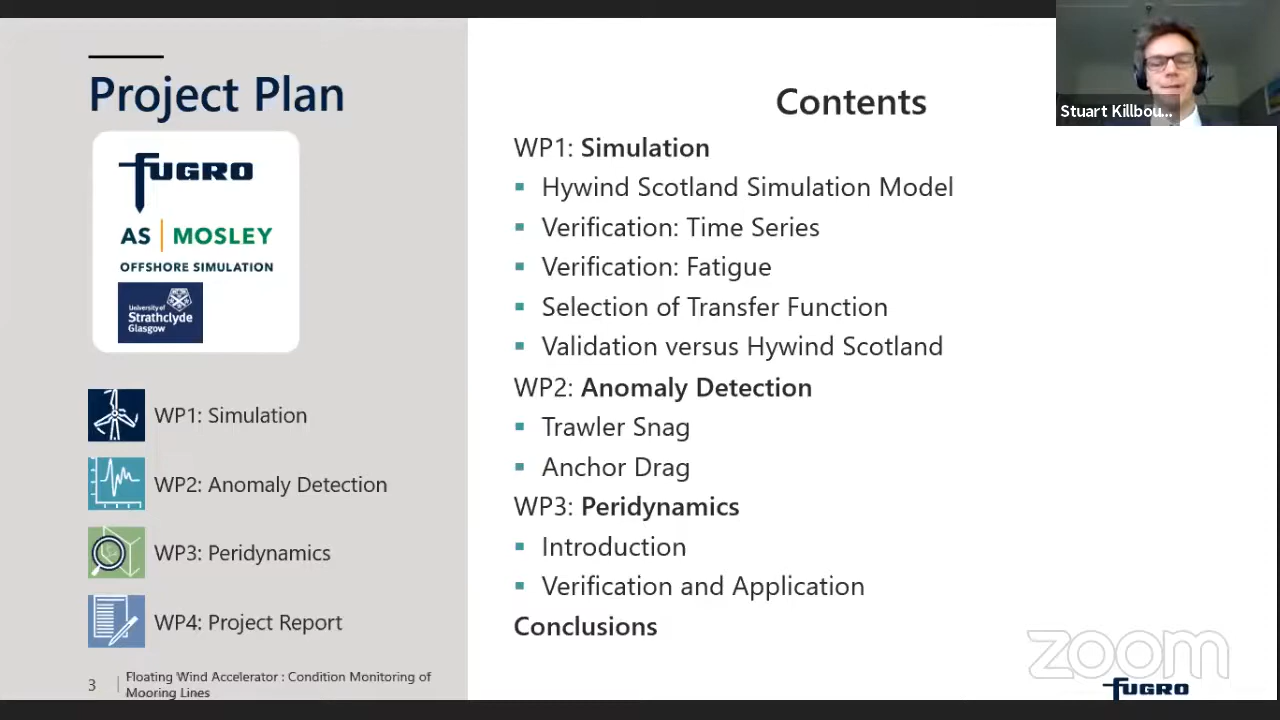 Project Plan
FUGRO
AS | MOSLEY
OFFSHORE SIMULATION
University of
Strathclyde
Glasgow
WP1: Simulation
WP2: Anomaly Detection
WP3: Peridynamics
WP4: Project Report
3
Floating Wind Accelerator : Condition Monitoring of
Mooring Lines
Contents
WP1: Simulation
▪ Hywind Scotland Simulation Model
▪ Verification: Time Series
▪ Verification: Fatigue
▪ Selection of Transfer Function
▪ Validation versus Hywind Scotland
WP2: Anomaly Detection
▪ Trawler Snag
▪ Anchor Drag
WP3: Peridynamics
▪ Introduction
▪ Verification and Application
Conclusions
Stuart Killbou...
zoom
FUGRO